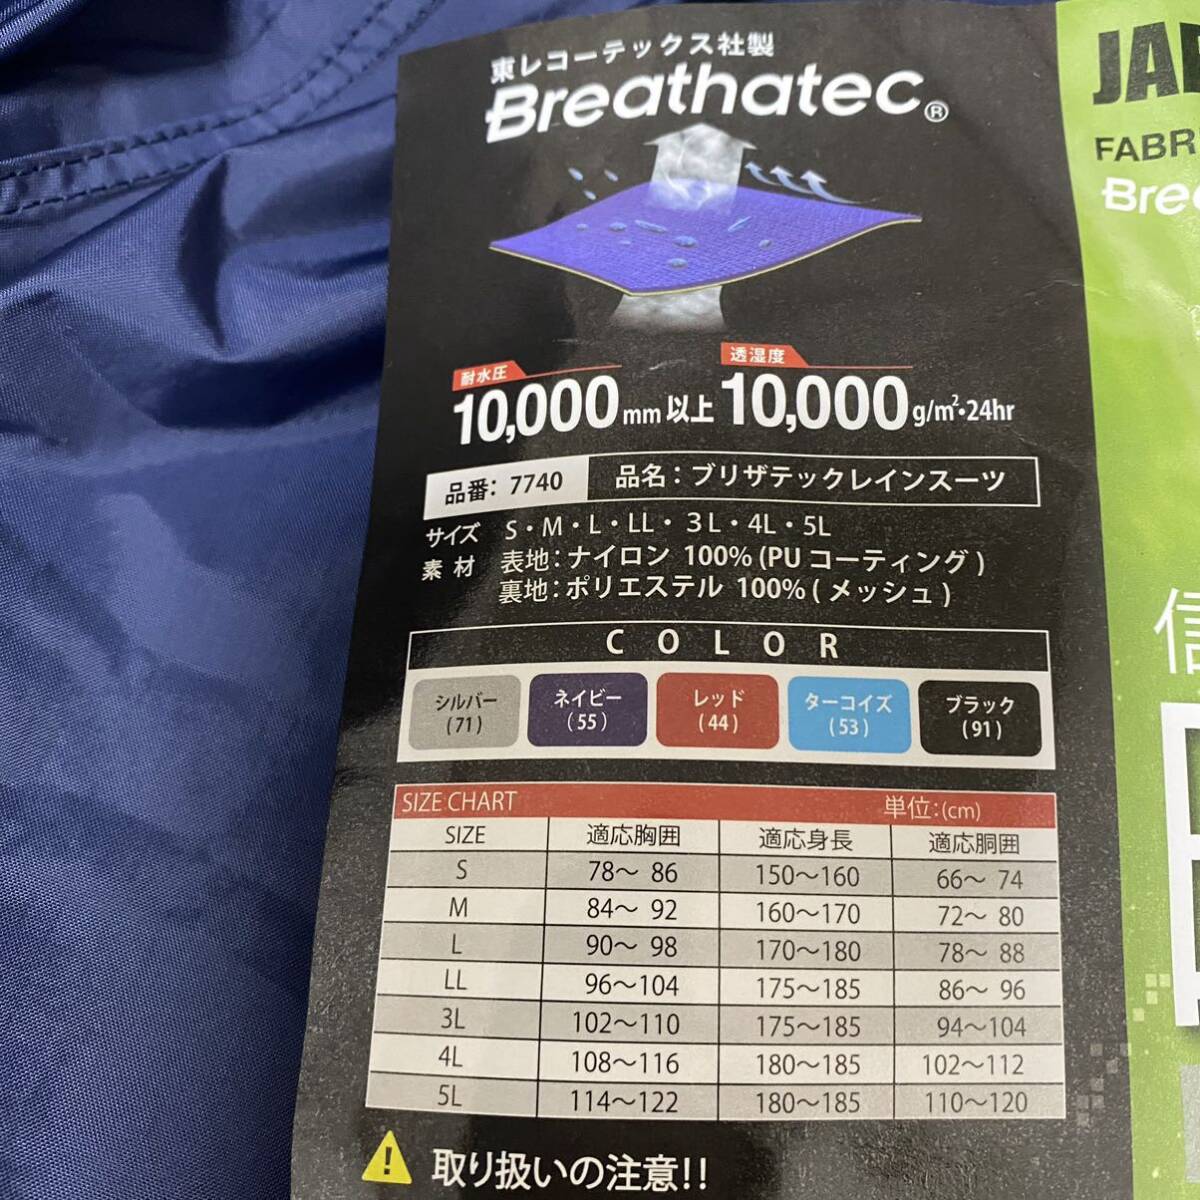 東レコーテックス社製
Breathatec®
耐水圧
10,000mm以上
透湿度
10,000g/m²・24hr
品番: 7740 品名：ブリザテックレインスーツ
サイズ S・M・L・LL・3L・4L・5L
素材 表地：ナイロン 100%(PUコーティング)
裏地：ポリエステル 100%(メッシュ)
COLOR
シルバー ネイビー レッド ターコイズ ブラック
(71) (55) (44) (53) (91)
SIZE CHART 単位：(cm)
SIZE 適応胸囲 適応身長 適応胴囲
S 78〜 86 150〜160 66〜 74
M 84〜 92 160〜170 72〜 80
L 90〜 98 170〜180 78〜 88
LL 96〜104 175〜185 86〜 96
3L 102〜110 175〜185 94〜104
4L 108〜116 180〜185 102〜112
5L 114〜122 180〜185 110〜120
取り扱いの注意!!
FABR
Brea
信